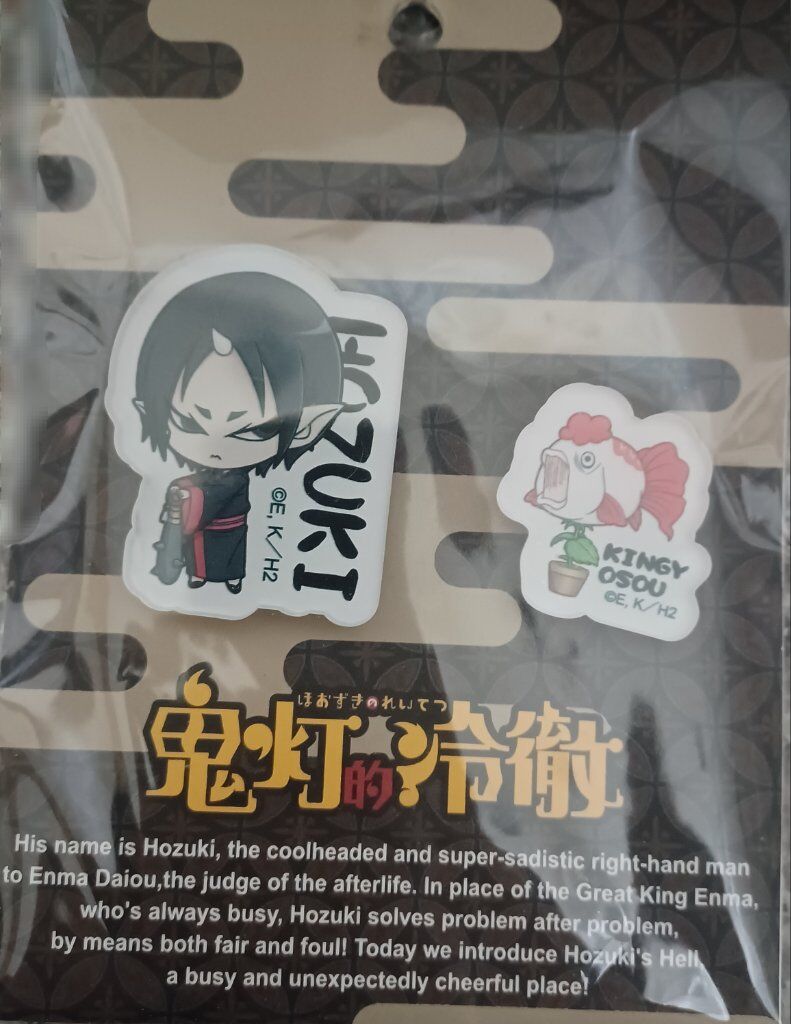 HOZUKI
©E, K/H2
KINGY
OSOU
©E, K/H2
ほおずきのれいてつ
鬼灯的冷徹
His name is Hozuki, the coolheaded and super-sadistic right-hand man
to Enma Daiou,the judge of the afterlife. In place of the Great King Enma,
who's always busy, Hozuki solves problem after problem,
by means both fair and foul! Today we introduce Hozuki's Hell,
a busy and unexpectedly cheerful place!